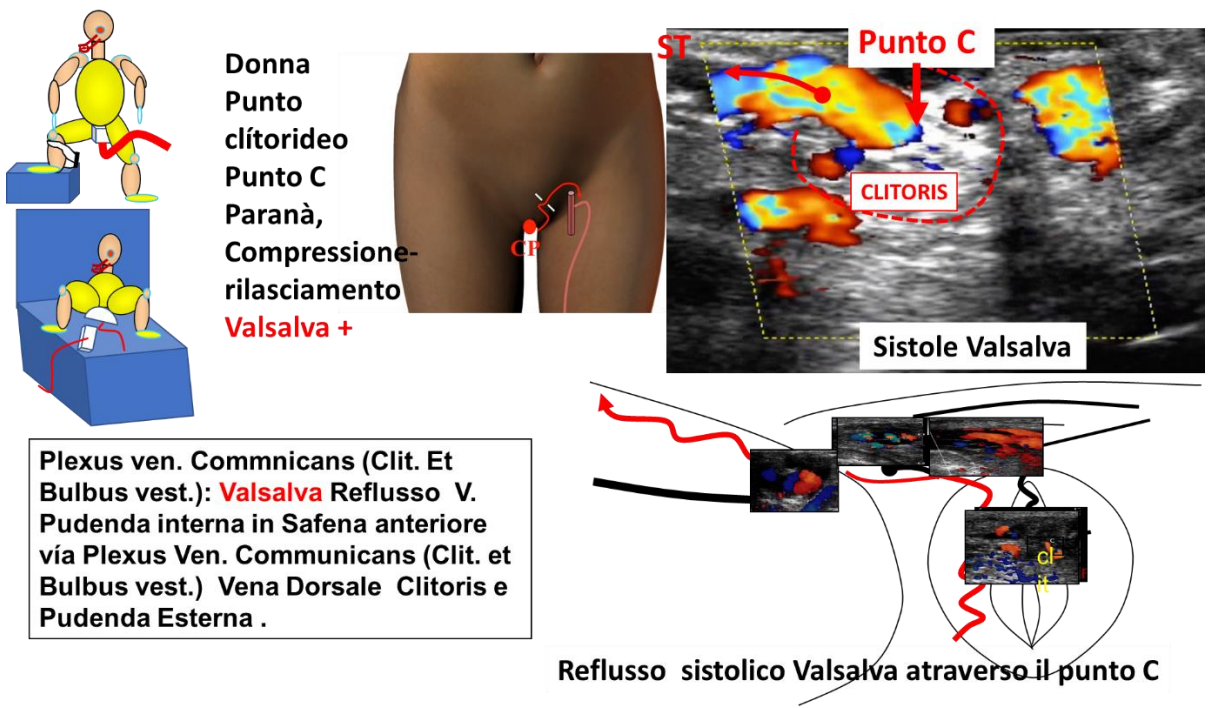 Donna
Punto
clítorideo
Punto C
Paranà,
Compressione-
rilasciamento
Valsalva +
CP
ST
Punto C
CLITORIS
Sistole Valsalva
Plexus ven. Commnicans (Clit. Et
Bulbus vest.): Valsalva Reflusso V.
Pudenda interna in Safena anteriore
vía Plexus Ven. Communicans (Clit. et
Bulbus vest.) Vena Dorsale Clitoris e
Pudenda Esterna .
cl
it
Reflusso sistolico Valsalva atraverso il punto C